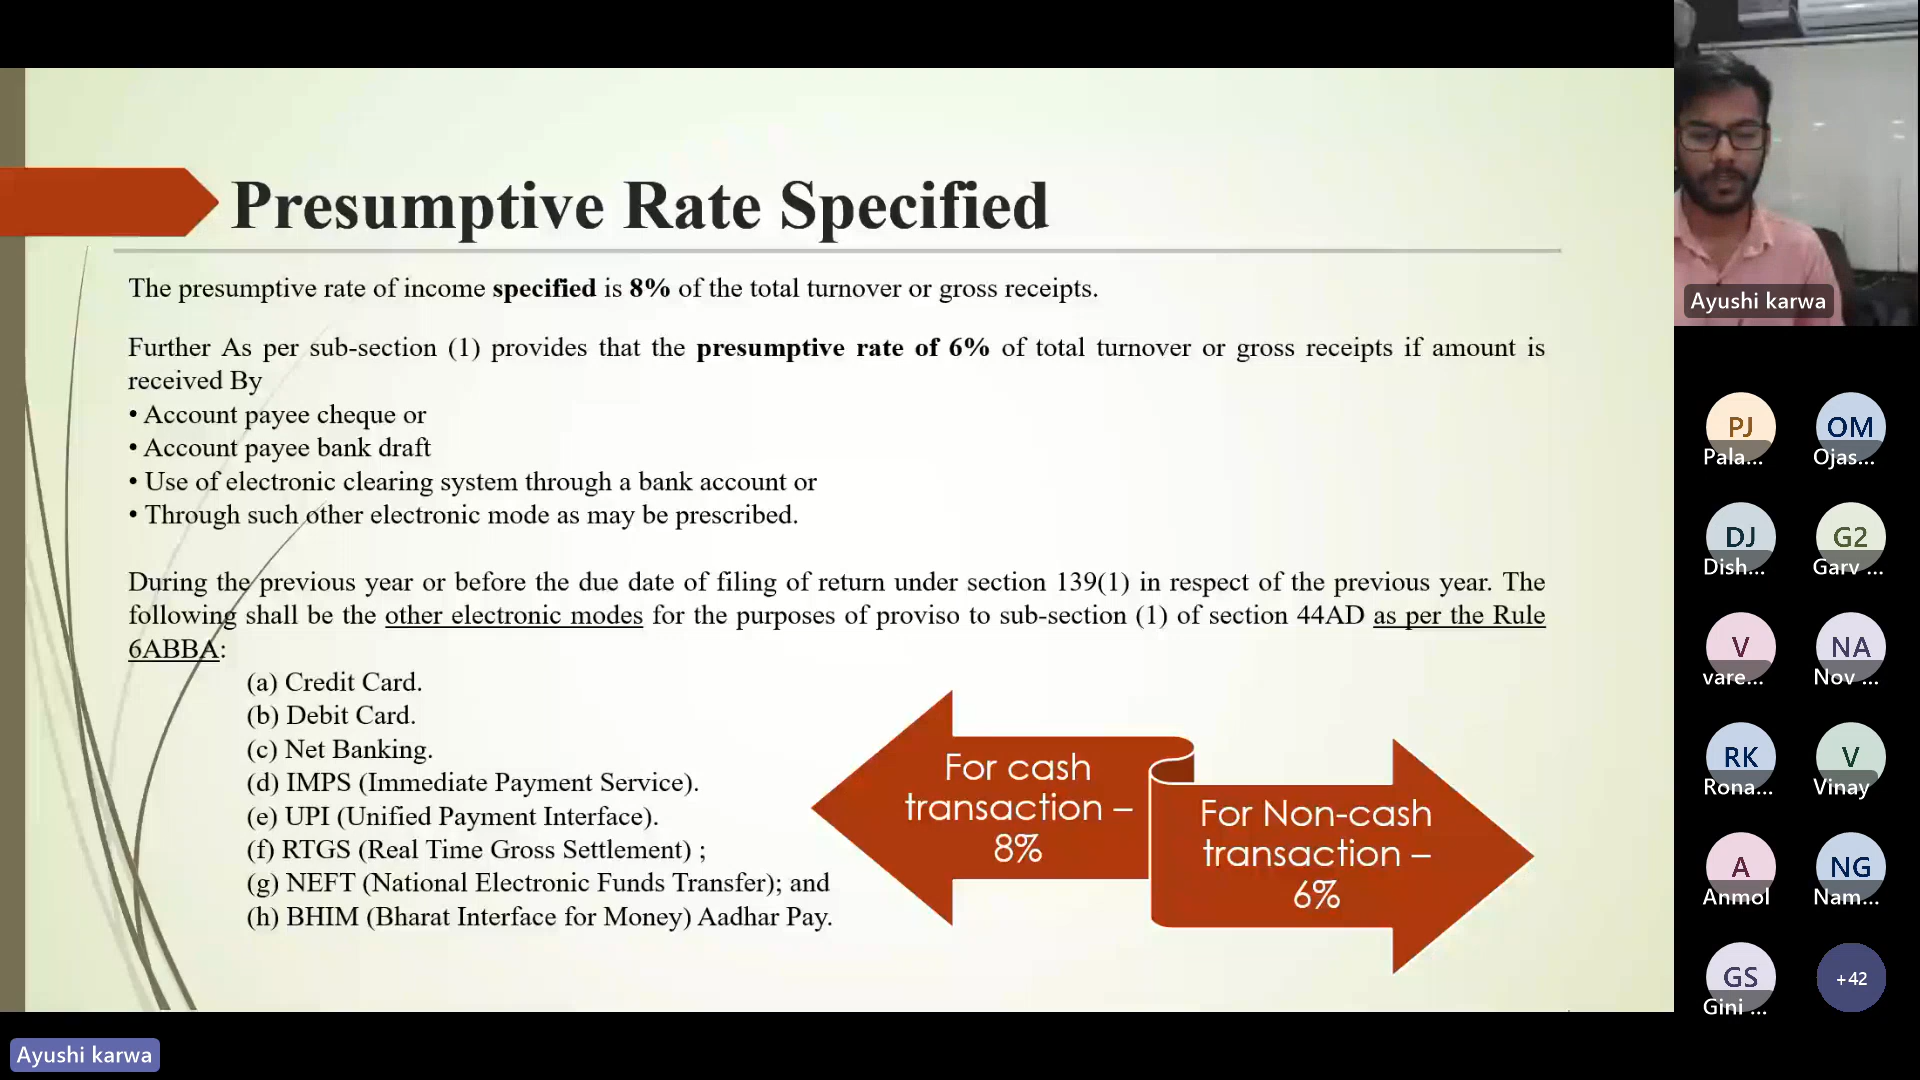 Presumptive Rate Specified
The presumptive rate of income specified is 8% of the total turnover or gross receipts.
Further As per sub-section (1) provides that the presumptive rate of 6% of total turnover or gross receipts if amount is
received By
• Account payee cheque or
• Account payee bank draft
• Use of electronic clearing system through a bank account or
• Through such other electronic mode as may be prescribed.
During the previous year or before the due date of filing of return under section 139(1) in respect of the previous year. The
following shall be the other electronic modes for the purposes of proviso to sub-section (1) of section 44AD as per the Rule
6ABBA:
(a) Credit Card.
(b) Debit Card.
(c) Net Banking.
(d) IMPS (Immediate Payment Service).
(e) UPI (Unified Payment Interface).
(f) RTGS (Real Time Gross Settlement) ;
(g) NEFT (National Electronic Funds Transfer); and
(h) BHIM (Bharat Interface for Money) Aadhar Pay.
For cash
transaction –
8%
For Non-cash
transaction –
6%
Ayushi karwa
PJ
Pala...
OM
Ojas...
DJ
Dish...
G2
Garv ...
V
vare...
NA
Nov ...
RK
Rona...
V
Vinay
A
Anmol
NG
Nam...
GS
Gini ...
+42
Ayushi karwa